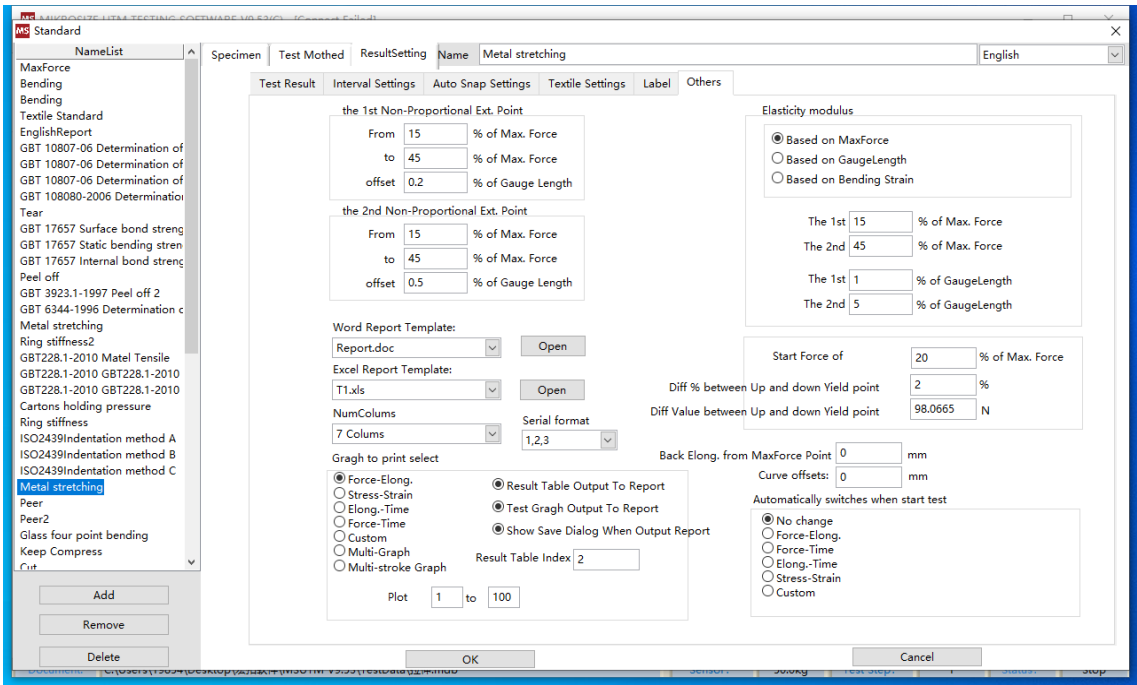 MS MIKROSIZE UTM TESTING SOFTWARE V9.53(C) [Connect Failed]
MS Standard
NameList
MaxForce
Bending
Bending
Textile Standard
EnglishReport
GBT 10807-06 Determination of
GBT 10807-06 Determination of
GBT 10807-06 Determination of
GBT 108080-2006 Determination
Tear
GBT 17657 Surface bond streng
GBT 17657 Static bending stren
GBT 17657 Internal bond streng
Peel off
GBT 3923.1-1997 Peel off 2
GBT 6344-1996 Determination c
Metal stretching
Ring stiffness2
GBT228.1-2010 Matel Tensile
GBT228.1-2010 GBT228.1-2010
GBT228.1-2010 GBT228.1-2010
Cartons holding pressure
Ring stiffness
ISO2439Indentation method A
ISO2439Indentation method B
ISO2439Indentation method C
Metal stretching
Peer
Peer2
Glass four point bending
Keep Compress
Cut
Add
Remove
Delete
Specimen Test Mothed ResultSetting Name Metal stretching English
Test Result Interval Settings Auto Snap Settings Textile Settings Label Others
the 1st Non-Proportional Ext. Point
From 15 % of Max. Force
to 45 % of Max. Force
offset 0.2 % of Gauge Length
the 2nd Non-Proportional Ext. Point
From 15 % of Max. Force
to 45 % of Max. Force
offset 0.5 % of Gauge Length
Word Report Template:
Report.doc Open
Excel Report Template:
T1.xls Open
NumColums
7 Colums
Serial format
1,2,3
Gragh to print select
Force-Elong.
Stress-Strain
Elong.-Time
Force-Time
Custom
Multi-Graph
Multi-stroke Graph
Result Table Output To Report
Test Gragh Output To Report
Show Save Dialog When Output Report
Result Table Index 2
Plot 1 to 100
Elasticity modulus
Based on MaxForce
Based on GaugeLength
Based on Bending Strain
The 1st 15 % of Max. Force
The 2nd 45 % of Max. Force
The 1st 1 % of GaugeLength
The 2nd 5 % of GaugeLength
Start Force of 20 % of Max. Force
Diff % between Up and down Yield point 2 %
Diff Value between Up and down Yield point 98.0665 N
Back Elong. from MaxForce Point 0 mm
Curve offsets: 0 mm
Automatically switches when start test
No change
Force-Elong.
Force-Time
Elong.-Time
Stress-Strain
Custom
OK Cancel
Document: Sensor: Test Step: 1 Status: Stop